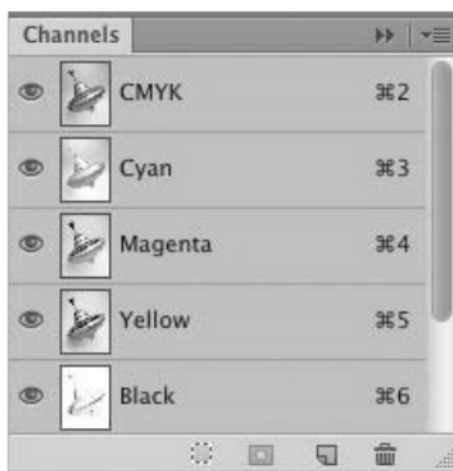 Channels
CMYK ⌘2
Cyan ⌘3
Magenta ⌘4
Yellow ⌘5
Black ⌘6